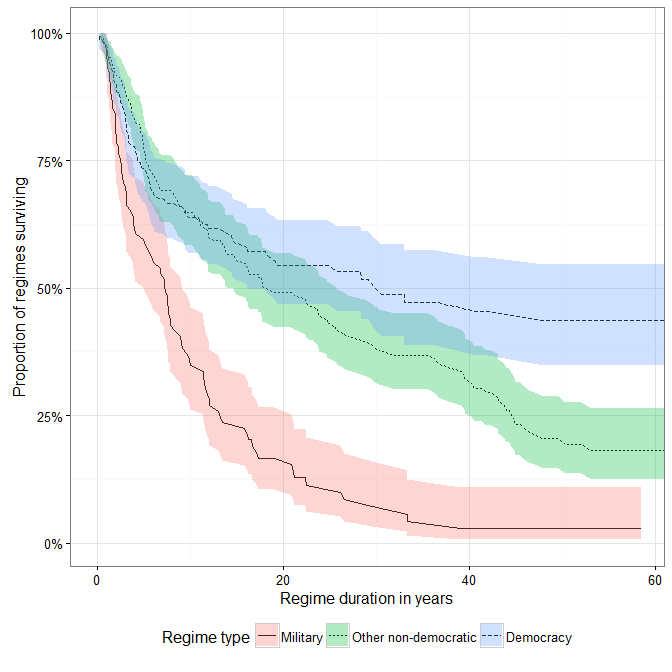 Proportion of regimes surviving
100%
75%
50%
25%
0%
0 20 40 60
Regime duration in years
Regime type Military Other non-democratic Democracy